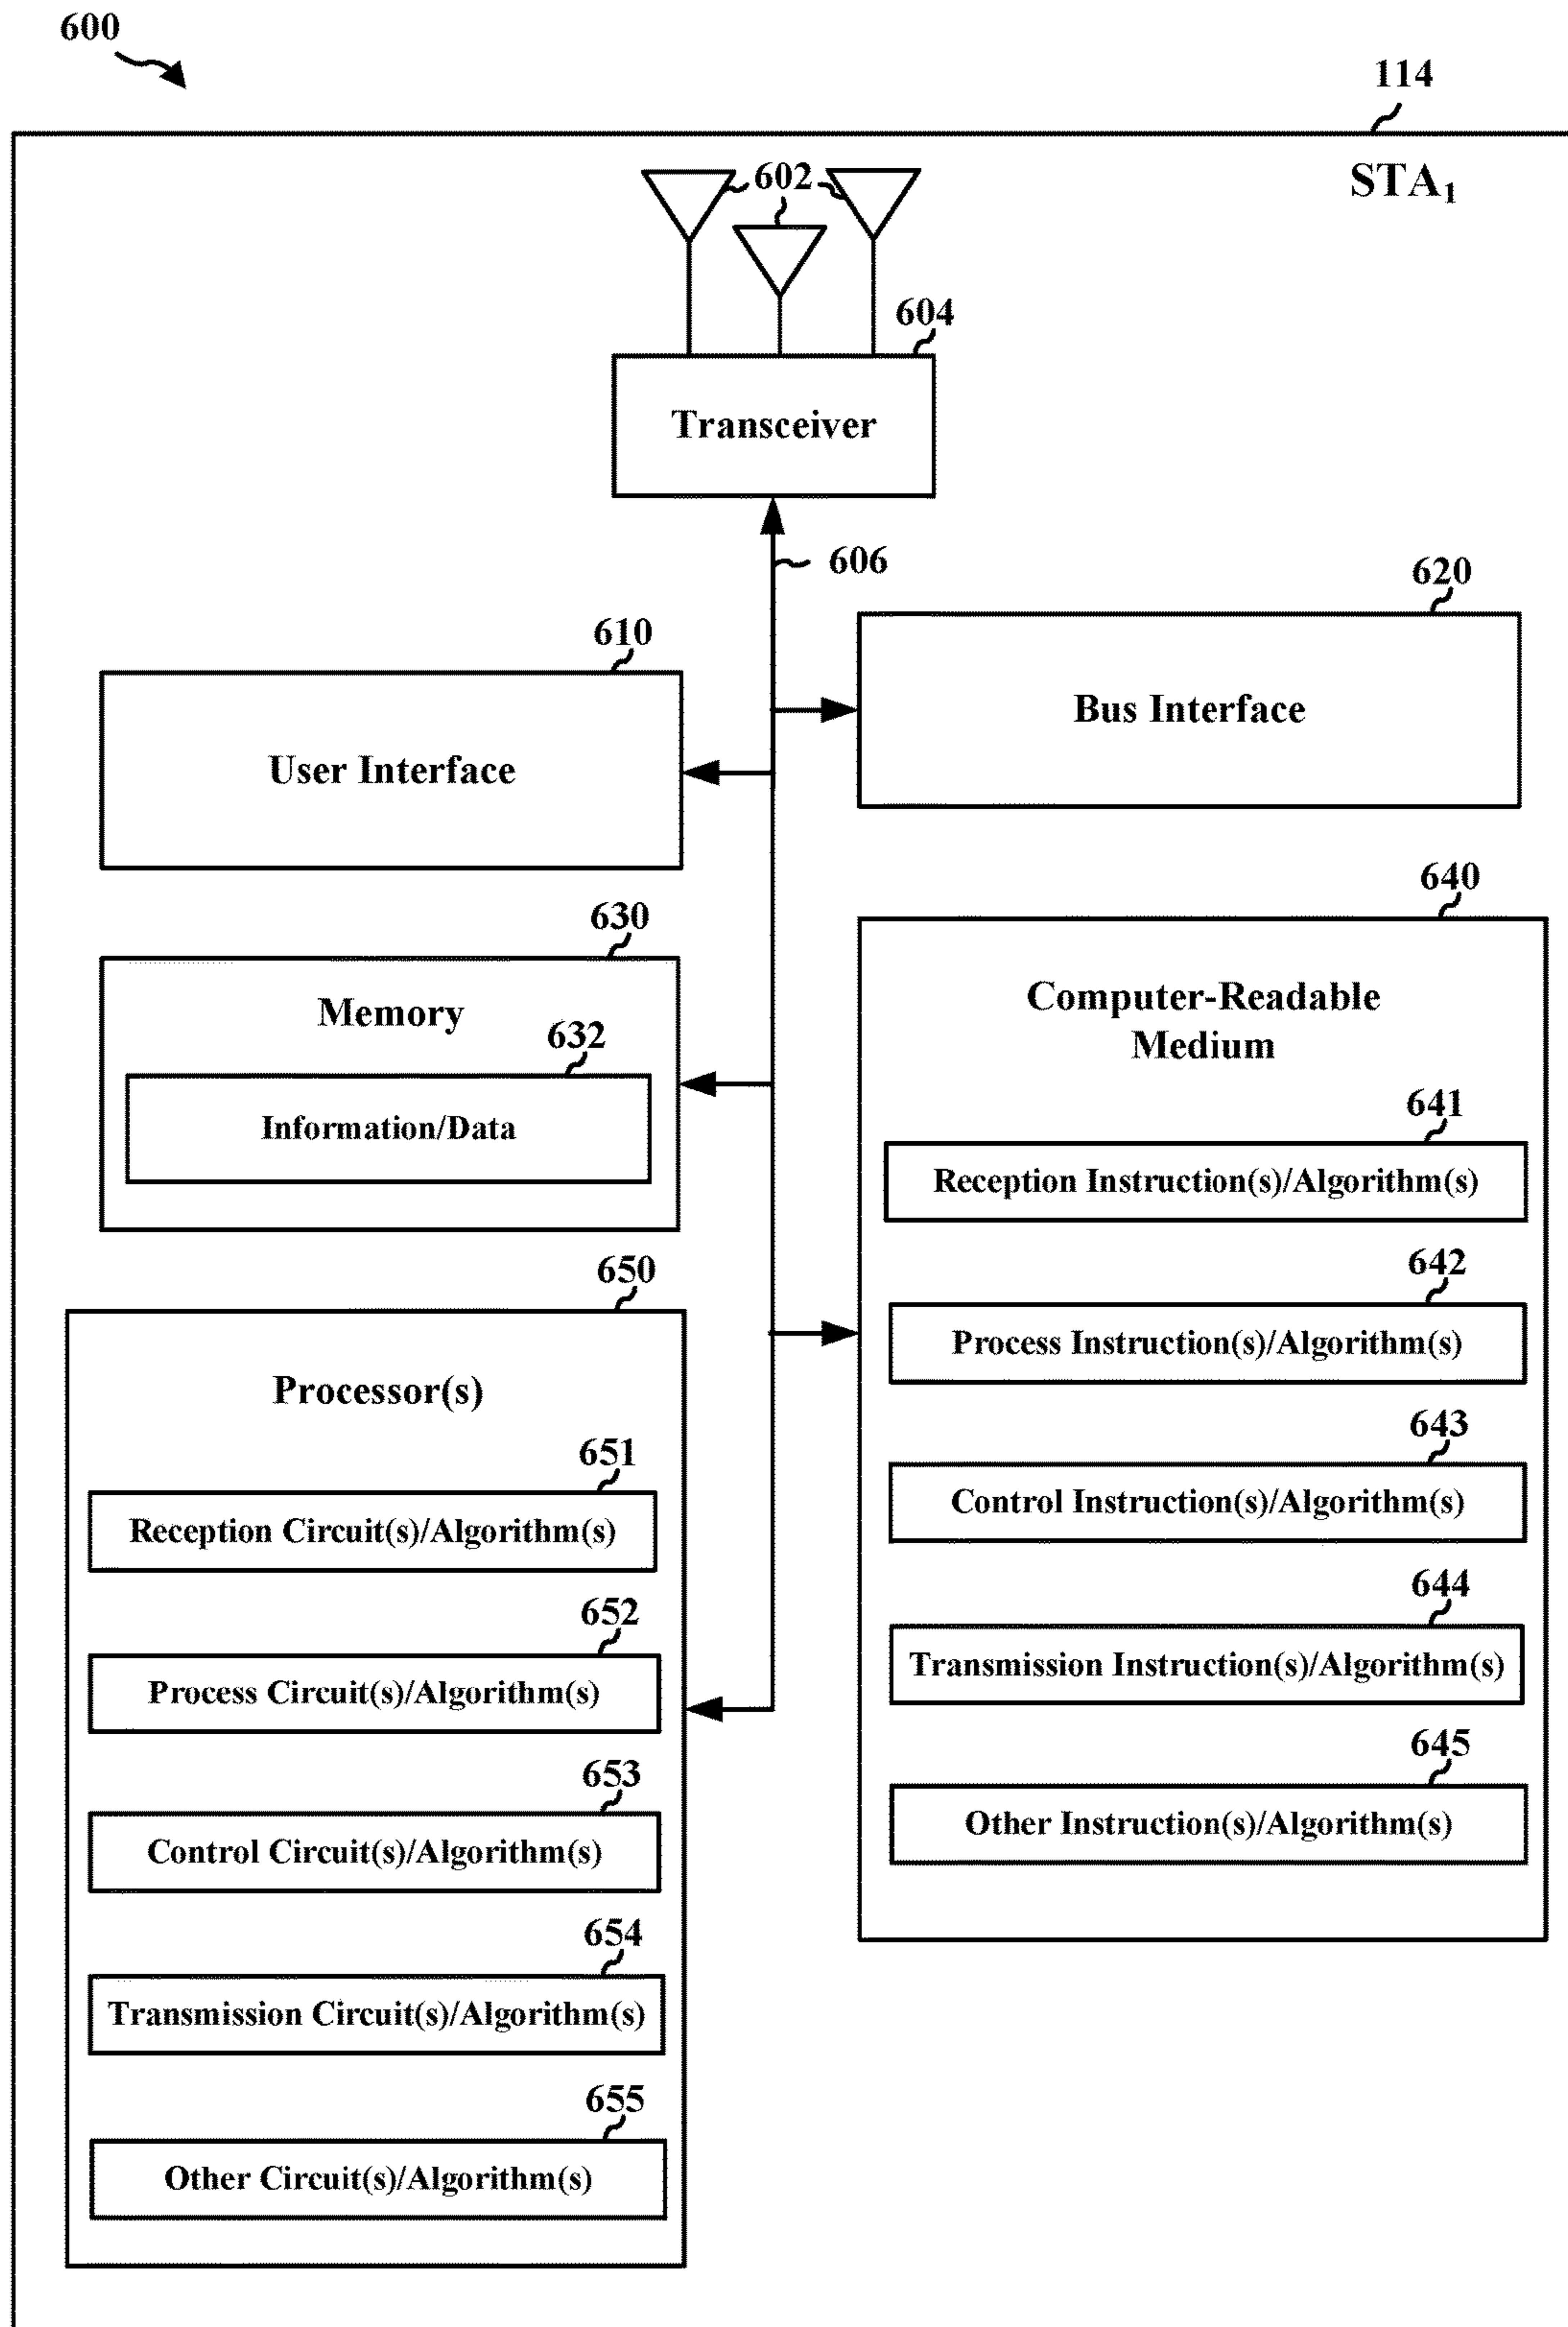 600
114
STA₁
602
604
Transceiver
606
620
Bus Interface
610
User Interface
630
Memory
632
Information/Data
640
Computer-Readable
Medium
641
Reception Instruction(s)/Algorithm(s)
642
Process Instruction(s)/Algorithm(s)
643
Control Instruction(s)/Algorithm(s)
644
Transmission Instruction(s)/Algorithm(s)
645
Other Instruction(s)/Algorithm(s)
650
Processor(s)
651
Reception Circuit(s)/Algorithm(s)
652
Process Circuit(s)/Algorithm(s)
653
Control Circuit(s)/Algorithm(s)
654
Transmission Circuit(s)/Algorithm(s)
655
Other Circuit(s)/Algorithm(s)